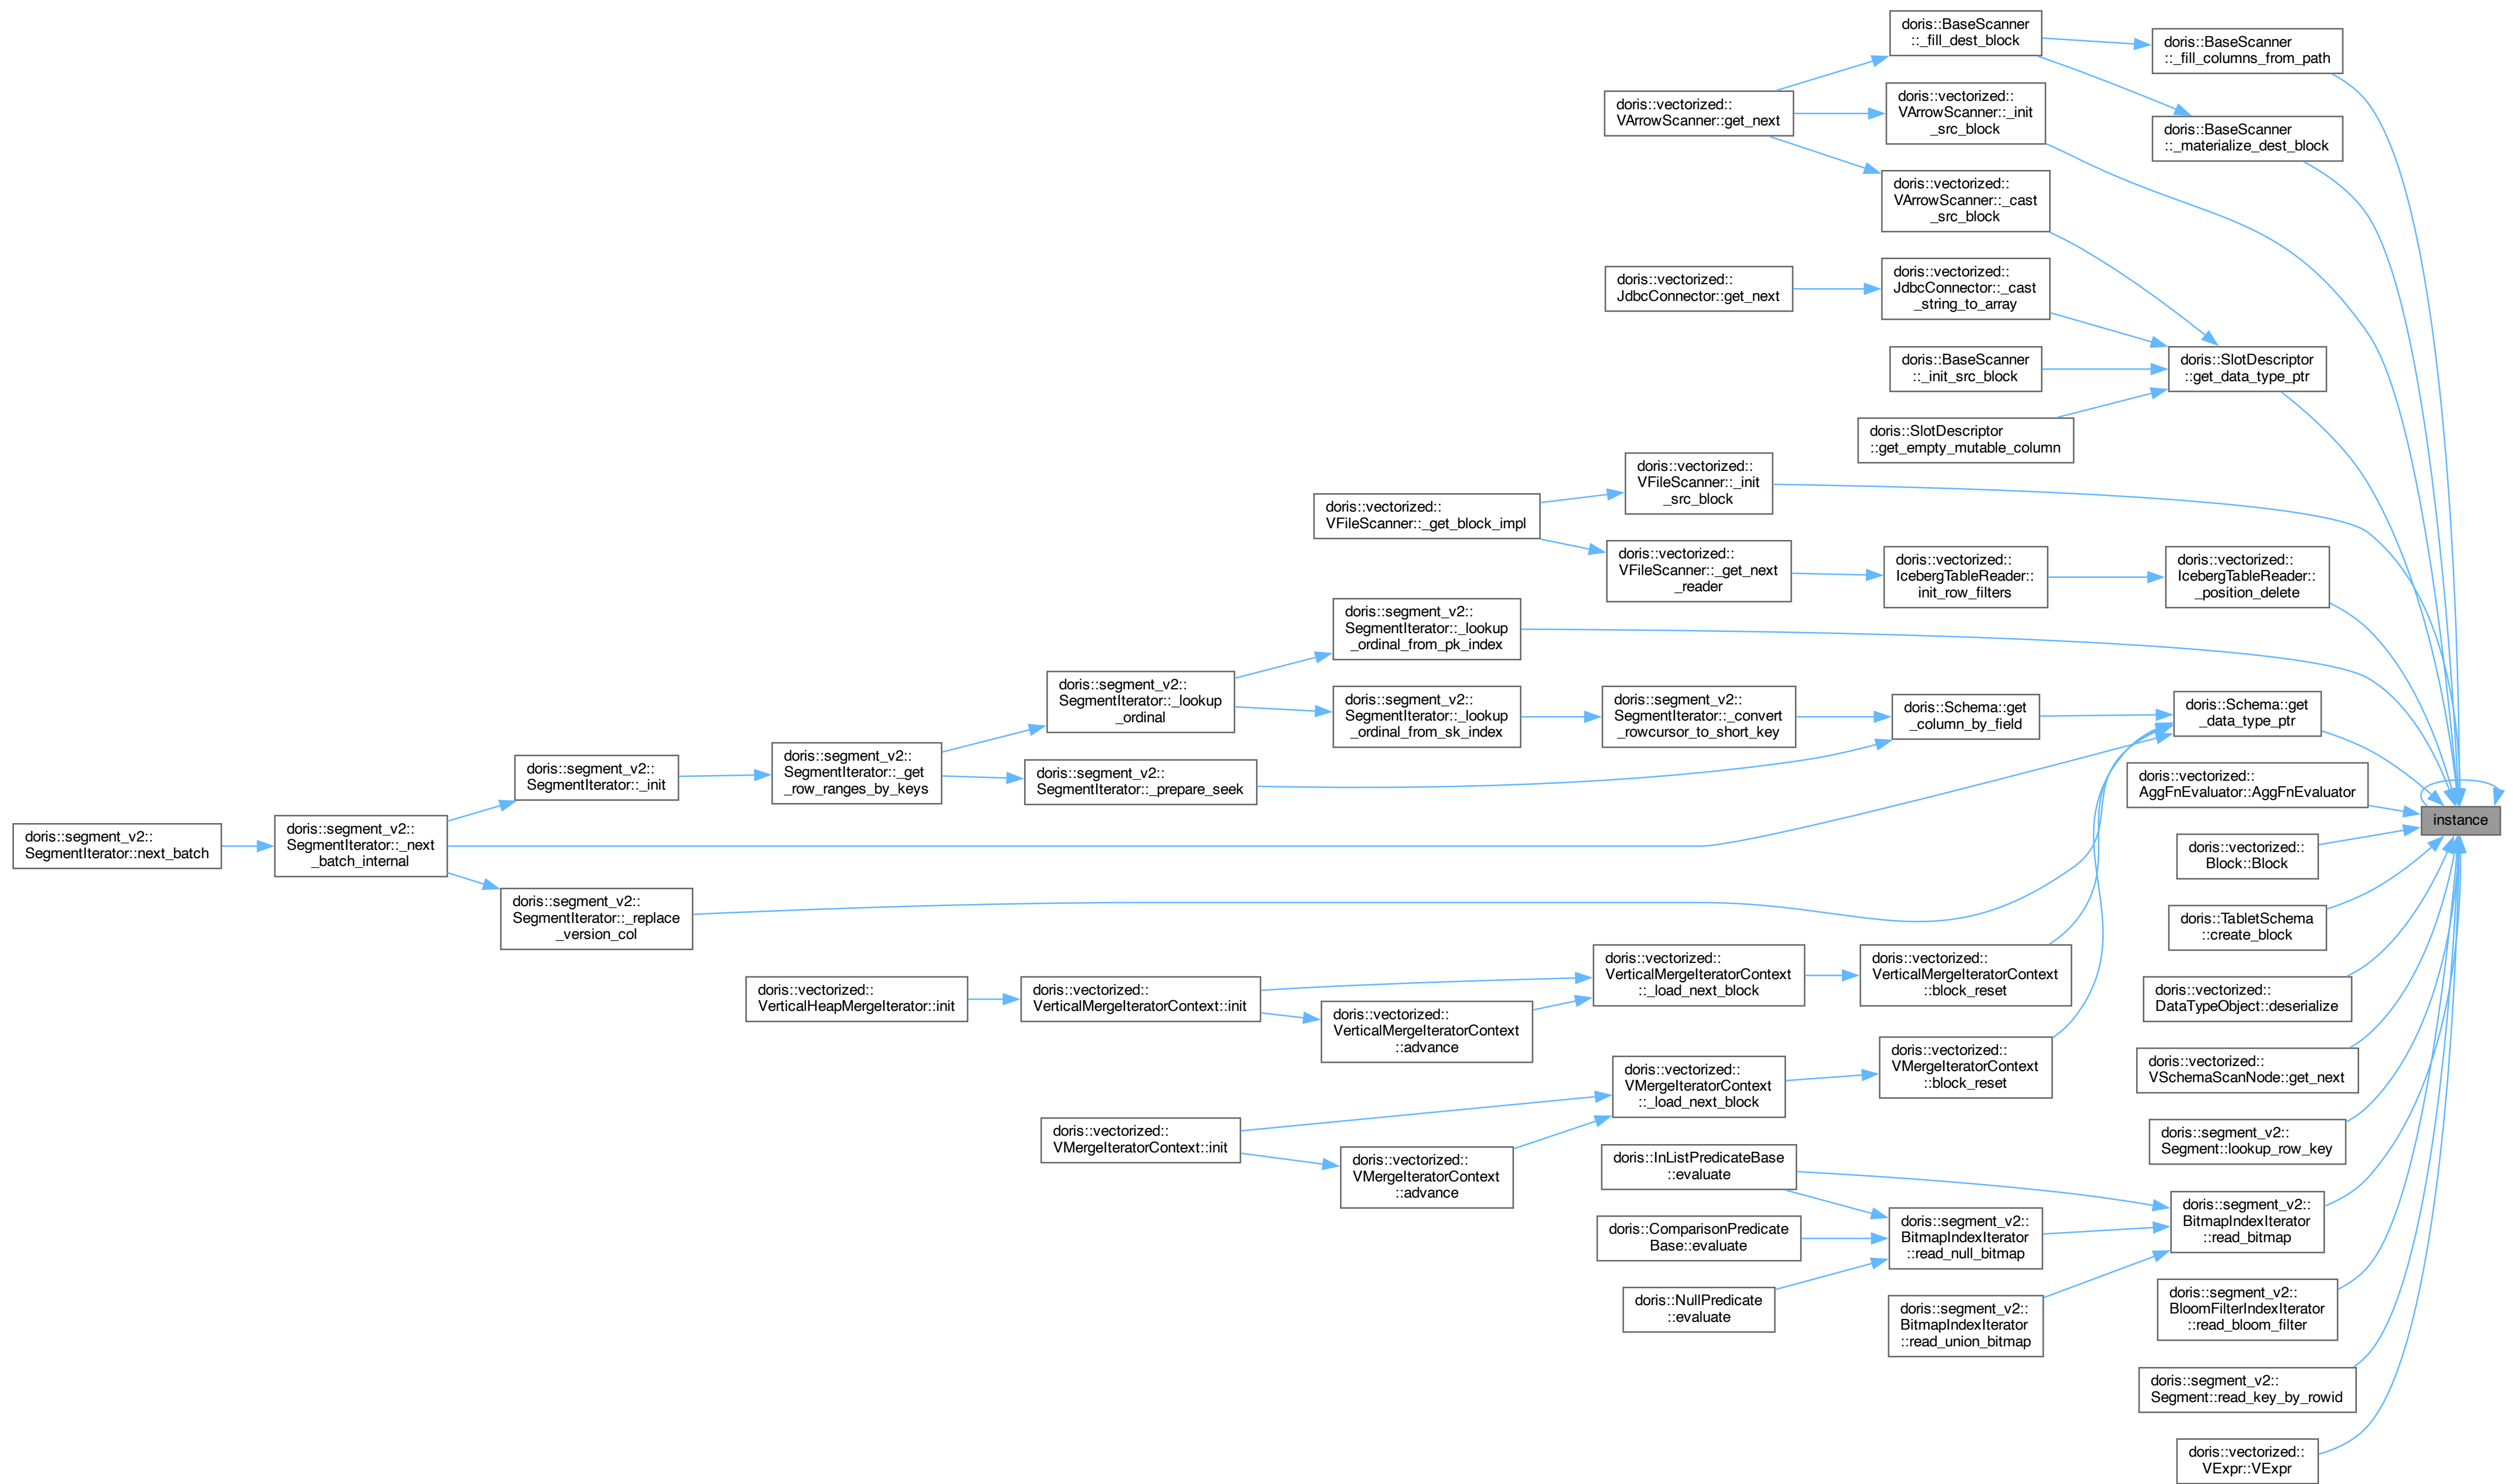 doris::BaseScanner
::_fill_dest_block
doris::BaseScanner
::_fill_columns_from_path
doris::vectorized::
VArrowScanner::get_next
doris::vectorized::
VArrowScanner::_init
_src_block
doris::BaseScanner
::_materialize_dest_block
doris::vectorized::
VArrowScanner::_cast
_src_block
doris::vectorized::
JdbcConnector::get_next
doris::vectorized::
JdbcConnector::_cast
_string_to_array
doris::BaseScanner
::_init_src_block
doris::SlotDescriptor
::get_data_type_ptr
doris::SlotDescriptor
::get_empty_mutable_column
doris::vectorized::
VFileScanner::_init
_src_block
doris::vectorized::
VFileScanner::_get_block_impl
doris::vectorized::
VFileScanner::_get_next
_reader
doris::vectorized::
IcebergTableReader::
init_row_filters
doris::vectorized::
IcebergTableReader::
_position_delete
doris::segment_v2::
SegmentIterator::_lookup
_ordinal_from_pk_index
doris::segment_v2::
SegmentIterator::_lookup
_ordinal
doris::segment_v2::
SegmentIterator::_lookup
_ordinal_from_sk_index
doris::segment_v2::
SegmentIterator::_convert
_rowcursor_to_short_key
doris::Schema::get
_column_by_field
doris::Schema::get
_data_type_ptr
doris::segment_v2::
SegmentIterator::_init
doris::segment_v2::
SegmentIterator::_get
_row_ranges_by_keys
doris::segment_v2::
SegmentIterator::_prepare_seek
doris::vectorized::
AggFnEvaluator::AggFnEvaluator
instance
doris::segment_v2::
SegmentIterator::next_batch
doris::segment_v2::
SegmentIterator::_next
_batch_internal
doris::vectorized::
Block::Block
doris::segment_v2::
SegmentIterator::_replace
_version_col
doris::TabletSchema
::create_block
doris::vectorized::
VerticalHeapMergeIterator::init
doris::vectorized::
VerticalMergeIteratorContext::init
doris::vectorized::
VerticalMergeIteratorContext
::_load_next_block
doris::vectorized::
VerticalMergeIteratorContext
::block_reset
doris::vectorized::
DataTypeObject::deserialize
doris::vectorized::
VerticalMergeIteratorContext
::advance
doris::vectorized::
VMergeIteratorContext
::_load_next_block
doris::vectorized::
VMergeIteratorContext
::block_reset
doris::vectorized::
VSchemaScanNode::get_next
doris::vectorized::
VMergeIteratorContext::init
doris::vectorized::
VMergeIteratorContext
::advance
doris::segment_v2::
Segment::lookup_row_key
doris::InListPredicateBase
::evaluate
doris::ComparisonPredicate
Base::evaluate
doris::segment_v2::
BitmapIndexIterator
::read_null_bitmap
doris::segment_v2::
BitmapIndexIterator
::read_bitmap
doris::NullPredicate
::evaluate
doris::segment_v2::
BitmapIndexIterator
::read_union_bitmap
doris::segment_v2::
BloomFilterIndexIterator
::read_bloom_filter
doris::segment_v2::
Segment::read_key_by_rowid
doris::vectorized::
VExpr::VExpr